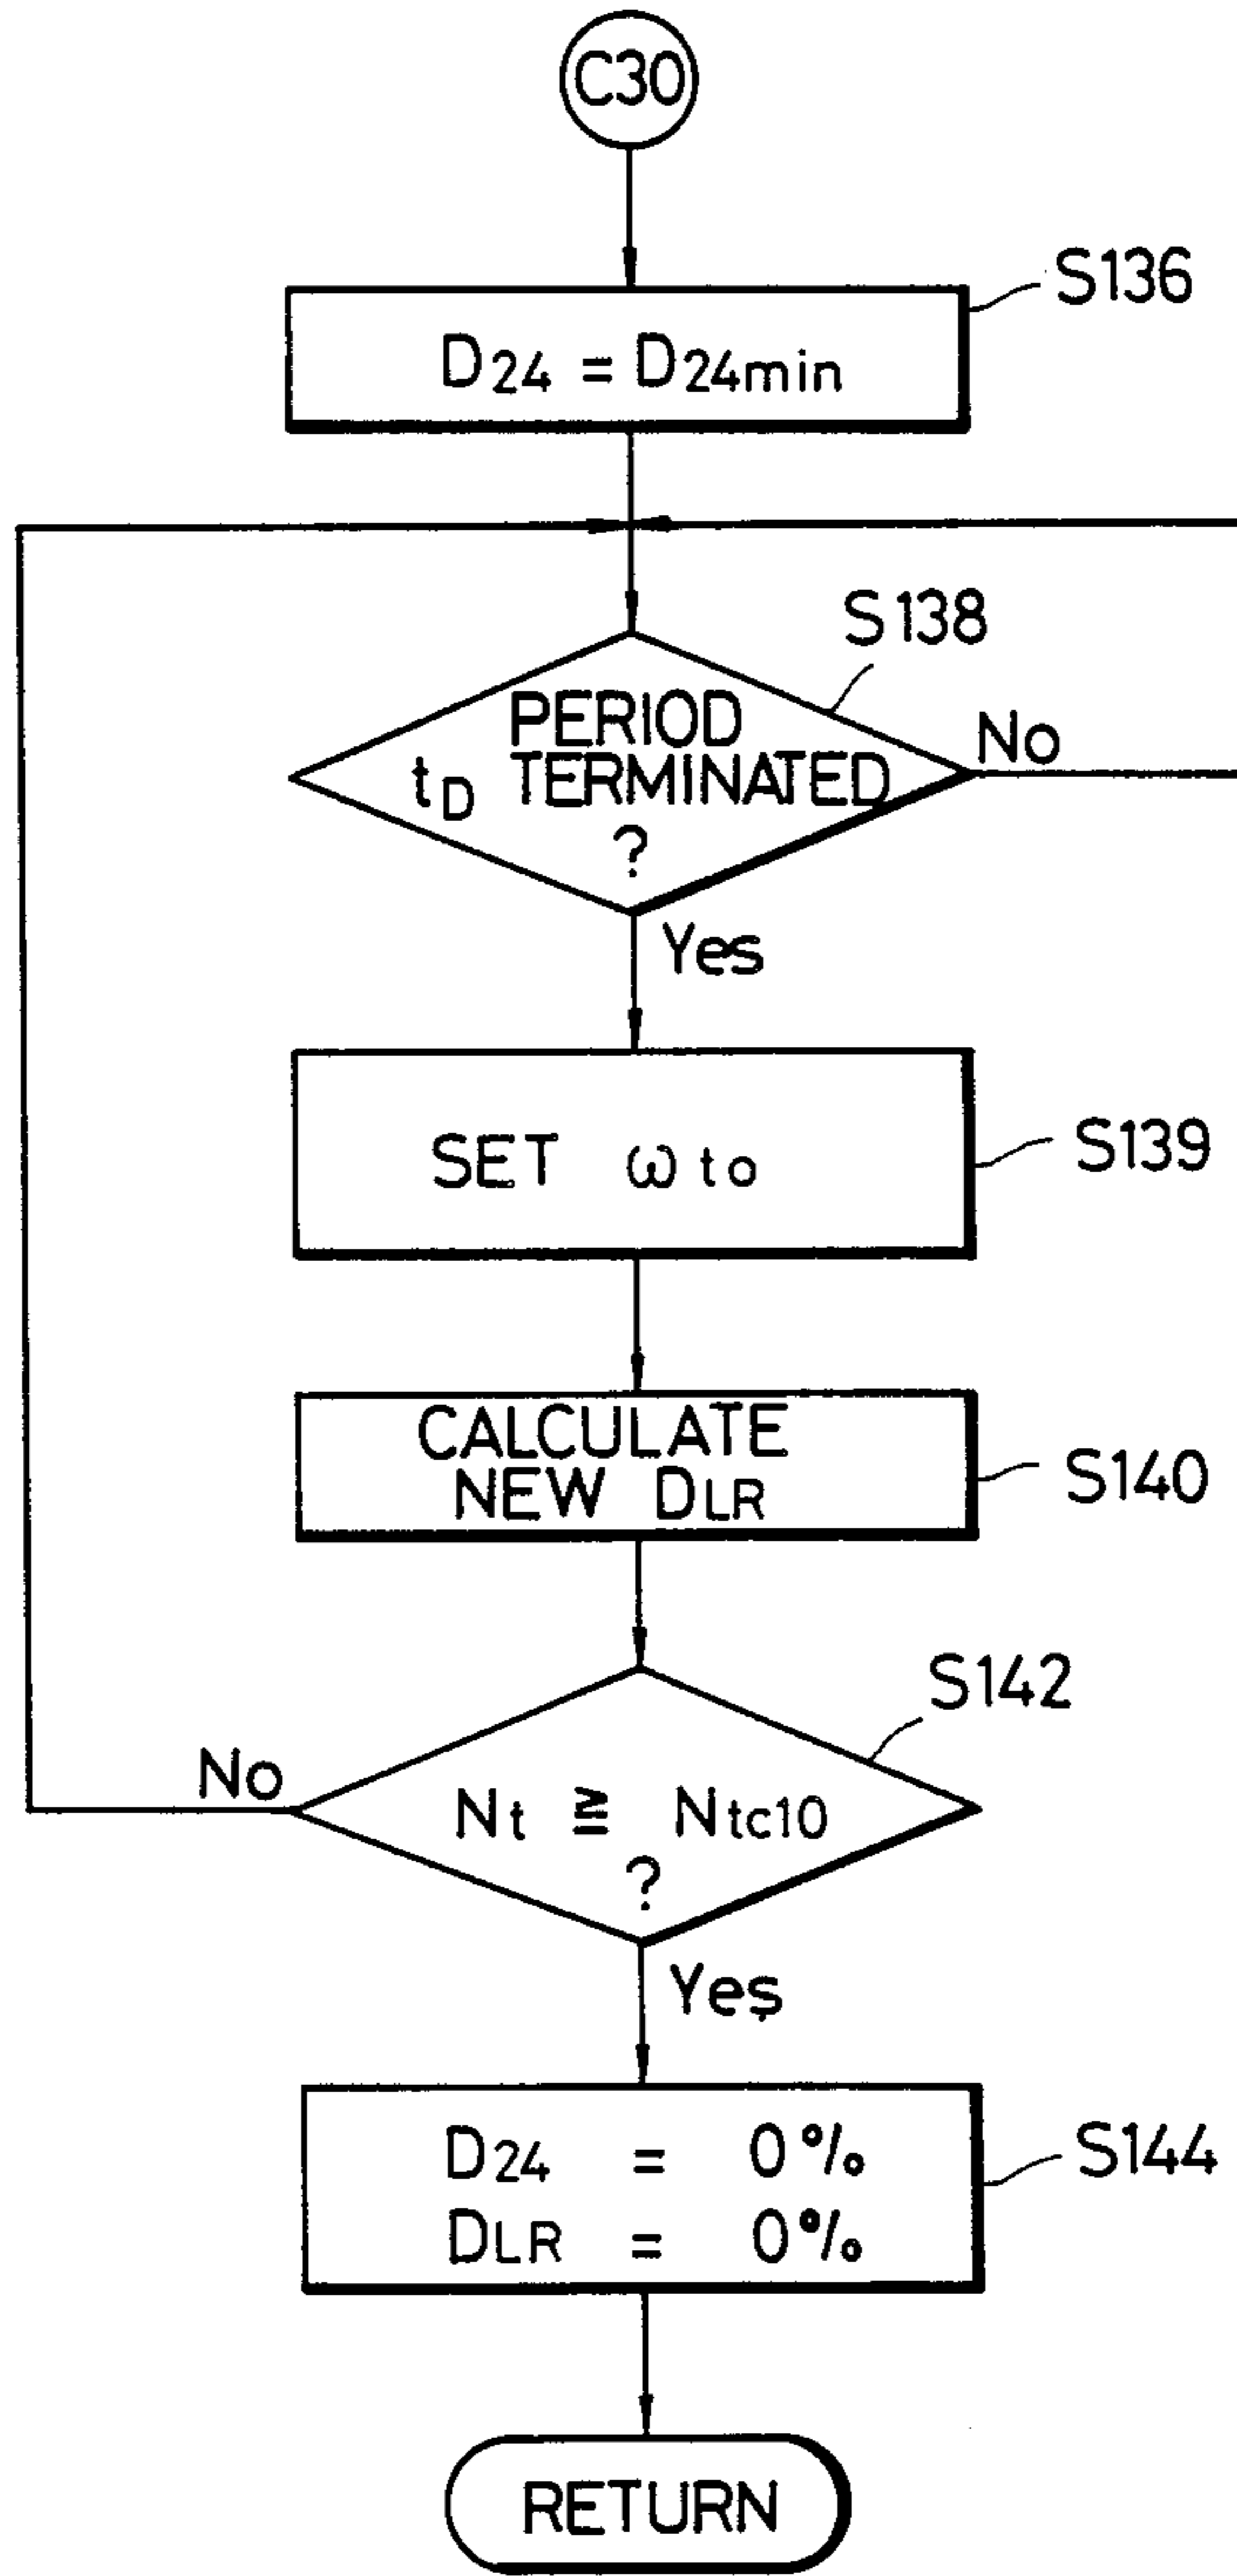 C30
S136
D24 = D24min
S138
PERIOD
tD TERMINATED
?
No
Yes
SET ωto
S139
CALCULATE
NEW DLR
S140
S142
No
Nt ≧ Ntc10
?
Yes
D24 = 0%
DLR = 0%
S144
RETURN